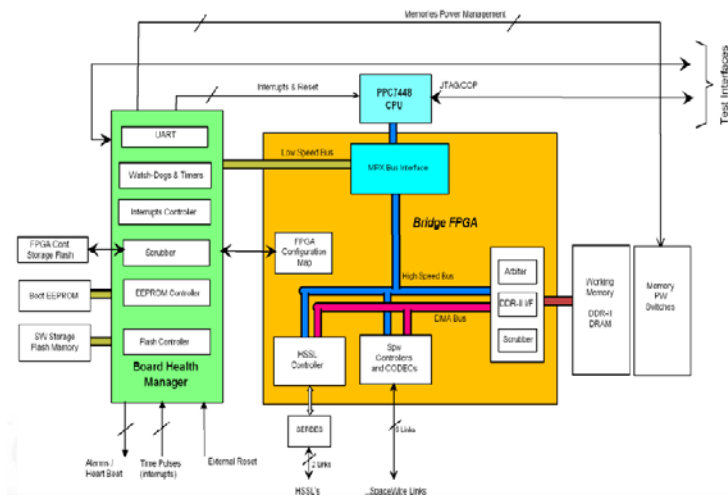 Memories Power Management
Interrupts & Reset
PPC7448
CPU
JTAG/COP
Test Interfaces
UART
Low Speed Bus
MPX Bus Interface
Watch-Dogs & Timers
Bridge FPGA
Interrupts Controller
FPGA Conf
Storage Flash
Scrubber
FPGA
Configuration
Map
High Speed Bus
Arbiter
Working
Memory
DDR-II
DRAM
Memory
PW
Switches
Boot EEPROM
EEPROM Controller
DDR-II I/F
DMA Bus
SW Storage
Flash Memory
Flash Controller
HSSL
Controller
Spw
Controllers
and CODECs
Scrubber
Board Health
Manager
SERDES
8 Links
2 Links
Alarms /
Heart Beat
Time Pulses
(interrupts)
External Reset
HSSL's
SpaceWire Links